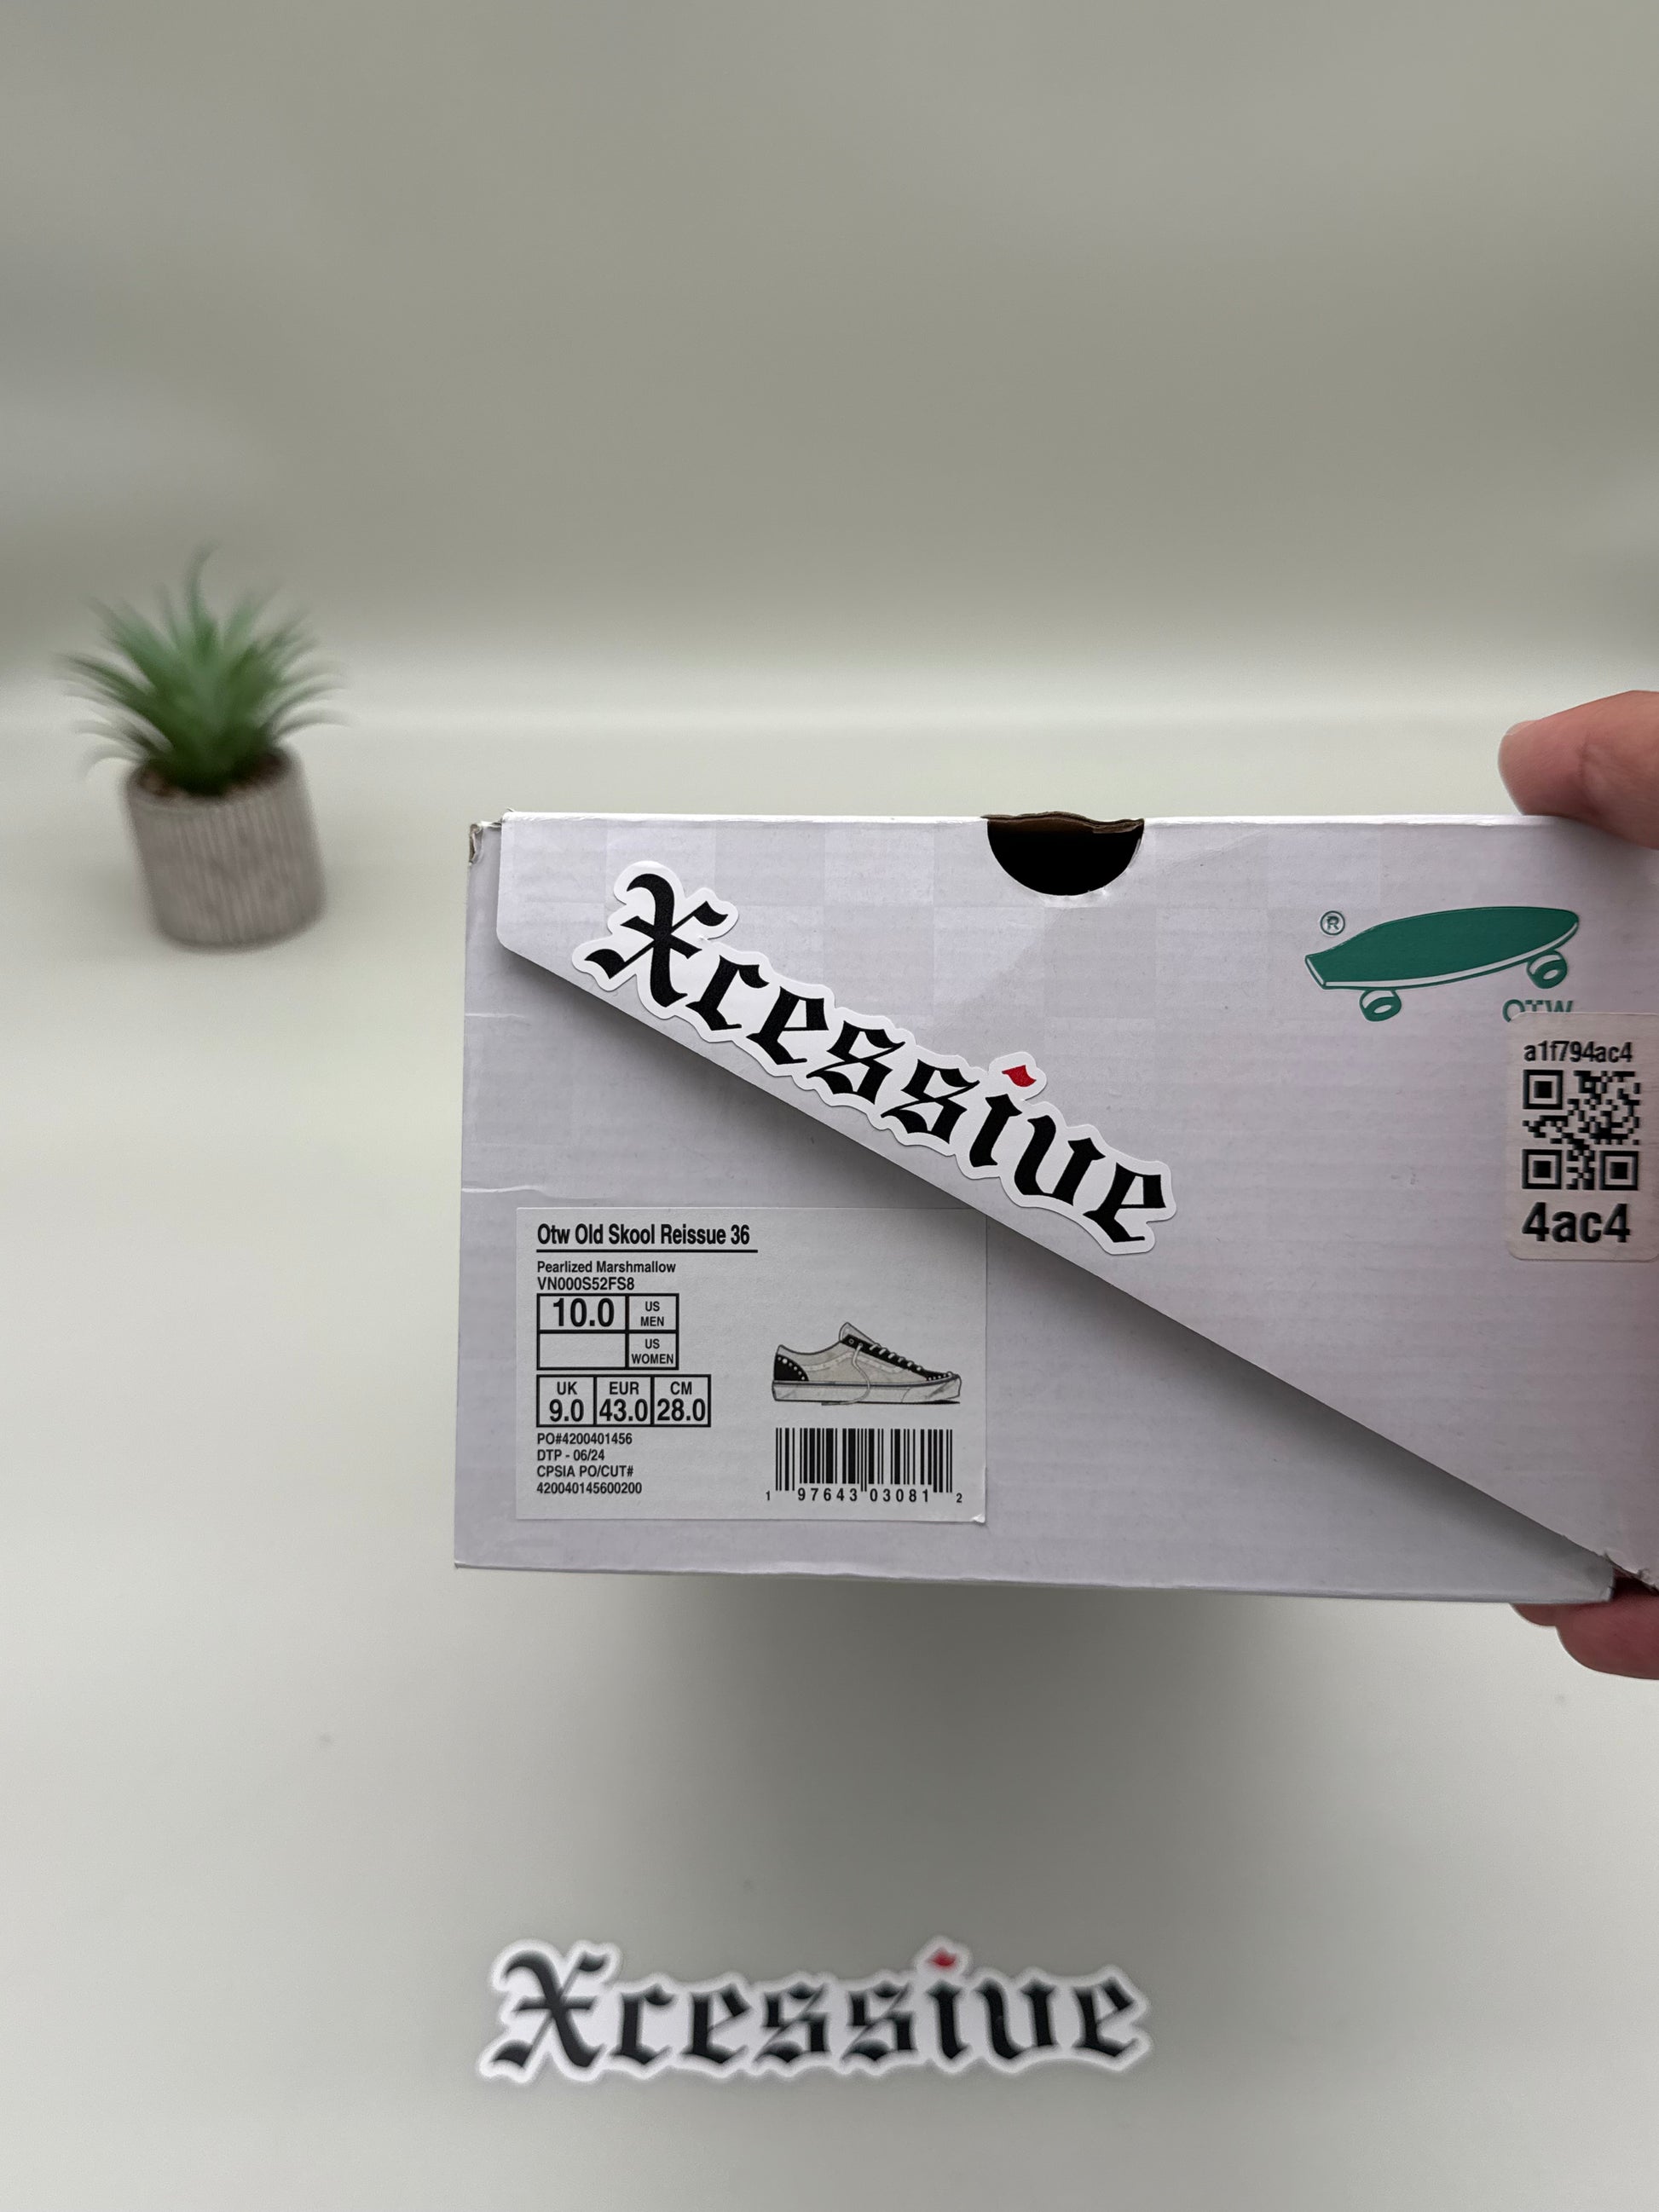 Xcessive
®
OTW
a1f794ac4
4ac4
Otw Old Skool Reissue 36
Pearlized Marshmallow
VN000S52FS8
10.0 US MEN
US WOMEN
UK EUR CM
9.0 43.0 28.0
PO#4200401456
DTP - 06/24
CPSIA PO/CUT#
420040145600200
1 97643 03081 2
Xcessive